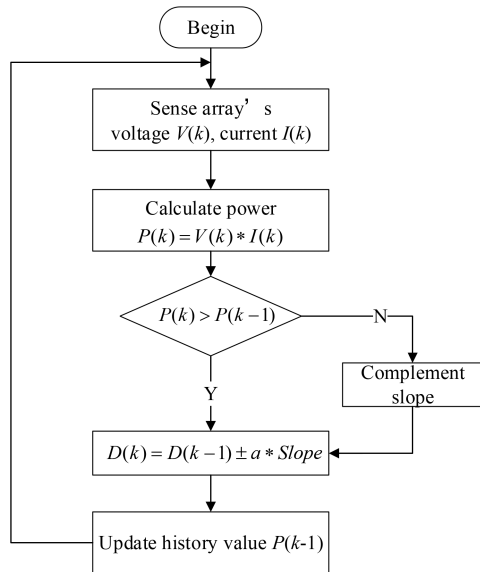 Begin
Sense array’s
voltage V(k), current I(k)
Calculate power
P(k)=V(k)*I(k)
P(k)>P(k−1)
N
Complement
slope
Y
D(k)=D(k−1)±a*Slope
Update history value P(k-1)